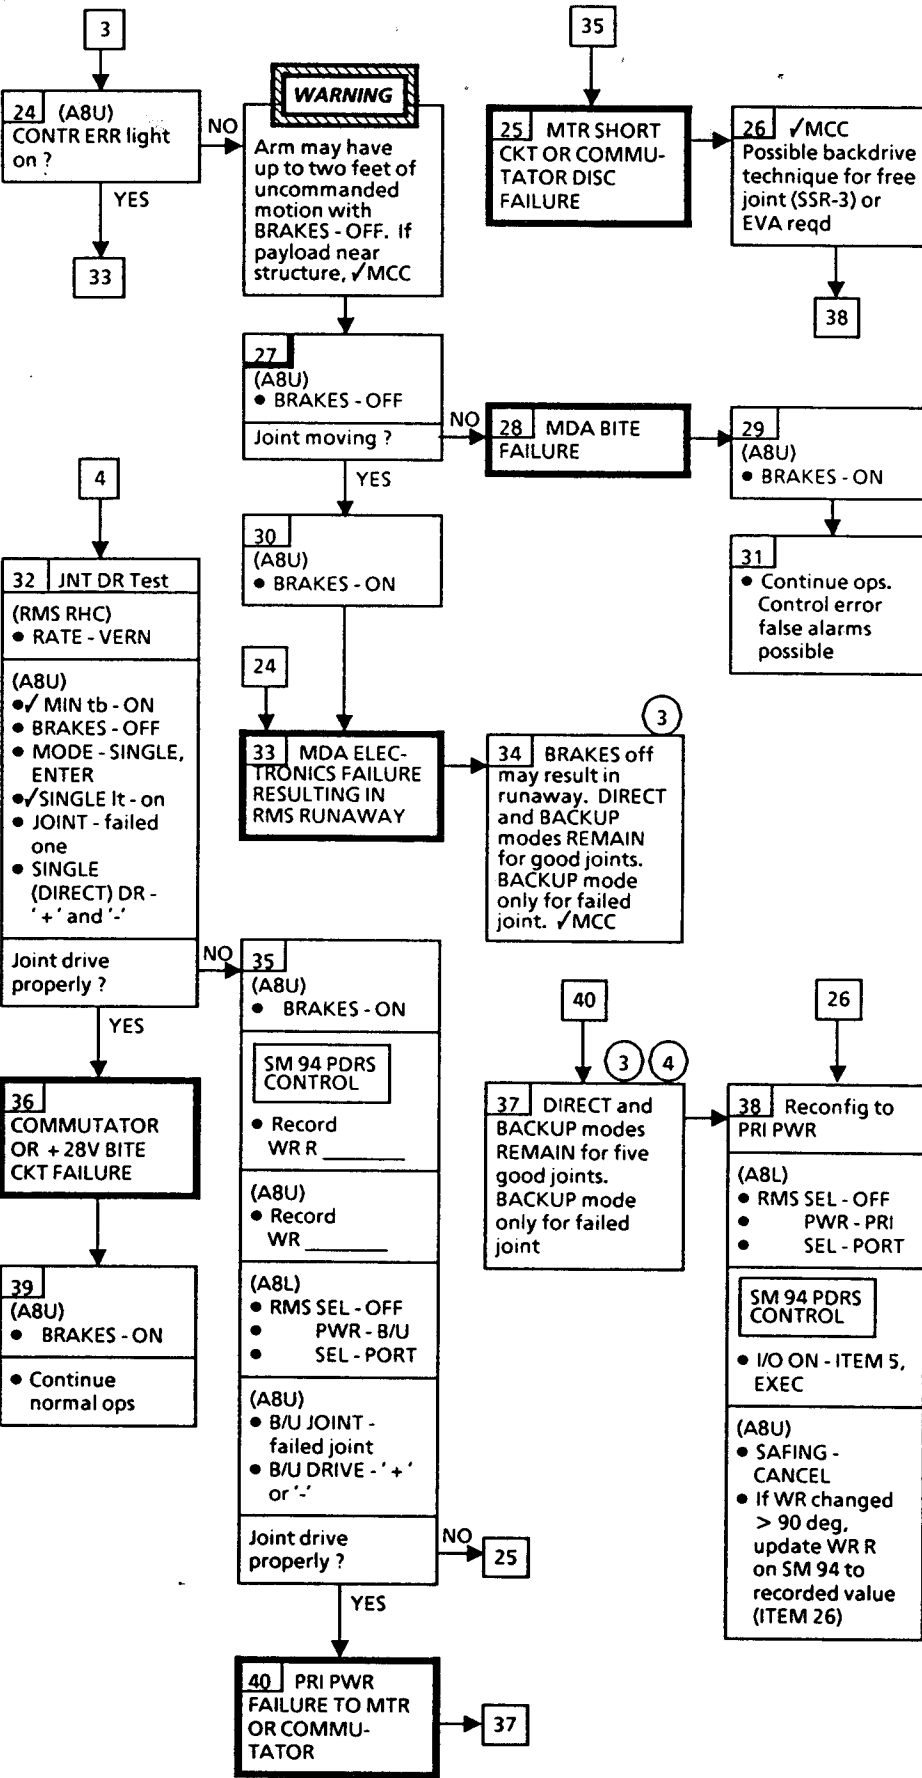 3
24 (A8U)
CONTR ERR light
on ?
NO
YES
33
WARNING
Arm may have
up to two feet of
uncommanded
motion with
BRAKES - OFF. If
payload near
structure, ✓MCC
35
25 MTR SHORT
CKT OR COMMU-
TATOR DISC
FAILURE
26 ✓MCC
Possible backdrive
technique for free
joint (SSR-3) or
EVA reqd
38
27
(A8U)
• BRAKES - OFF
Joint moving ?
NO
YES
28 MDA BITE
FAILURE
29
(A8U)
• BRAKES - ON
31
• Continue ops.
Control error
false alarms
possible
30
(A8U)
• BRAKES - ON
4
32 JNT DR Test
(RMS RHC)
• RATE - VERN
(A8U)
•✓ MIN tb - ON
• BRAKES - OFF
• MODE - SINGLE,
ENTER
•✓SINGLE lt - on
• JOINT - failed
one
• SINGLE
(DIRECT) DR -
'+' and '-'
Joint drive
properly ?
NO
YES
24
33 MDA ELEC-
TRONICS FAILURE
RESULTING IN
RMS RUNAWAY
3
34 BRAKES off
may result in
runaway. DIRECT
and BACKUP
modes REMAIN
for good joints.
BACKUP mode
only for failed
joint. ✓MCC
36
COMMUTATOR
OR +28V BITE
CKT FAILURE
39
(A8U)
• BRAKES - ON
• Continue
normal ops
35
(A8U)
• BRAKES - ON
SM 94 PDRS
CONTROL
• Record
WR R ________
(A8U)
• Record
WR ________
(A8L)
• RMS SEL - OFF
• PWR - B/U
• SEL - PORT
(A8U)
• B/U JOINT -
failed joint
• B/U DRIVE - '+'
or '-'
Joint drive
properly ?
NO
25
YES
40 PRI PWR
FAILURE TO MTR
OR COMMU-
TATOR
37
40
3 4
37 DIRECT and
BACKUP modes
REMAIN for five
good joints.
BACKUP mode
only for failed
joint
26
38 Reconfig to
PRI PWR
(A8L)
• RMS SEL - OFF
• PWR - PRI
• SEL - PORT
SM 94 PDRS
CONTROL
• I/O ON - ITEM 5,
EXEC
(A8U)
• SAFING -
CANCEL
• If WR changed
> 90 deg,
update WR R
on SM 94 to
recorded value
(ITEM 26)